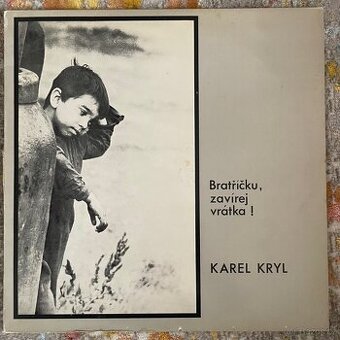 Bratříčku,
zavírej
vrátka !
KAREL KRYL